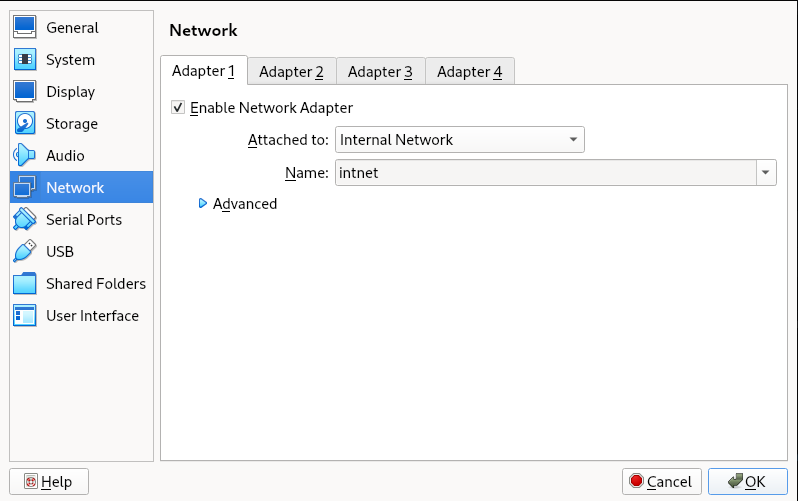 General
System
Display
Storage
Audio
Network
Serial Ports
USB
Shared Folders
User Interface
Network
Adapter 1 Adapter 2 Adapter 3 Adapter 4
Enable Network Adapter
Attached to: Internal Network
Name: intnet
Advanced
Help Cancel OK